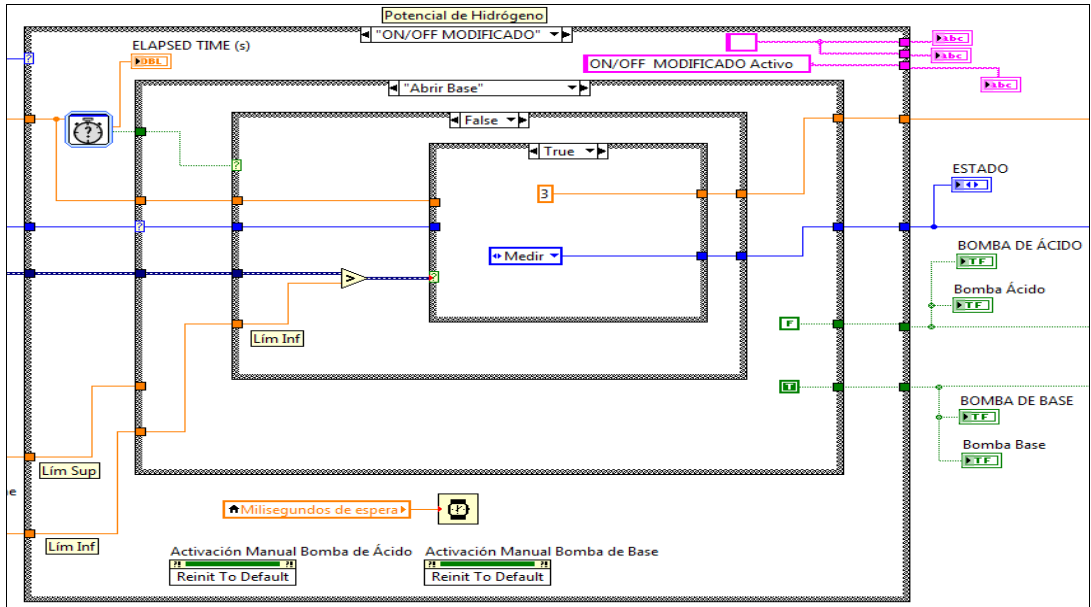 Potencial de Hidrógeno
"ON/OFF MODIFICADO"
ELAPSED TIME (s)
DBL
abc
abc
ON/OFF MODIFICADO Activo
abc
"Abrir Base"
False
True
3
ESTADO
Medir
BOMBA DE ÁCIDO
TF
Bomba Ácido
TF
Lím Inf
F
T
BOMBA DE BASE
TF
Bomba Base
TF
Lím Sup
e
Milisegundos de espera
Lím Inf
Activación Manual Bomba de Ácido
Reinit To Default
Activación Manual Bomba de Base
Reinit To Default